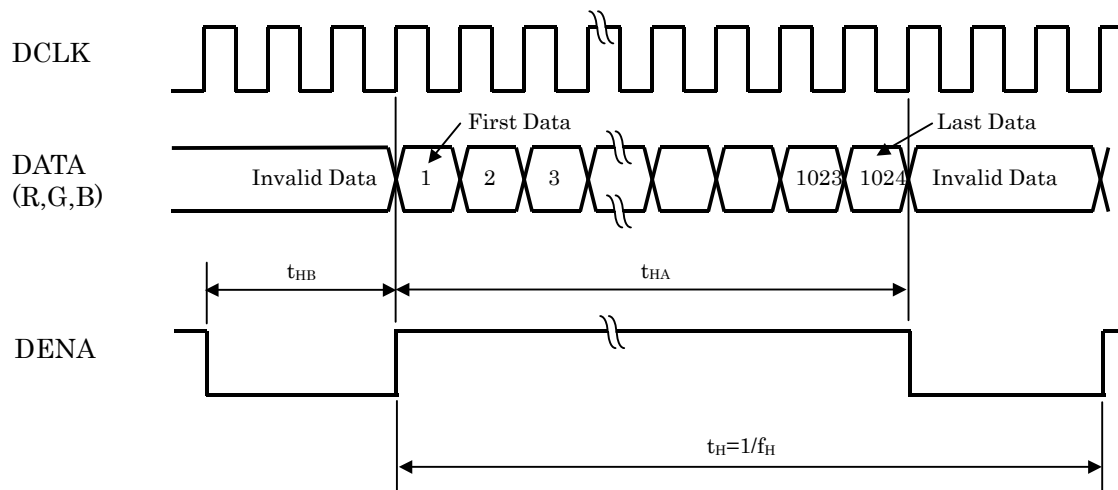 DCLK
First Data
Last Data
DATA
(R,G,B)
Invalid Data 1 2 3 1023 1024 Invalid Data
tHB
tHA
DENA
tH=1/fH